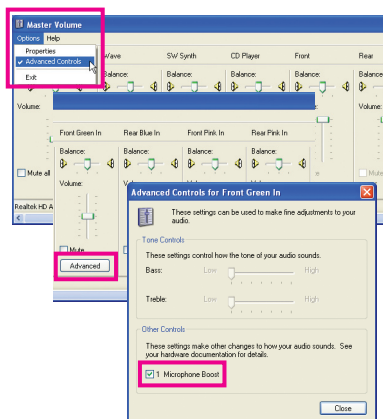 Master Volume
Options Help
Properties
Advanced Controls
Exit
Wave SW Synth CD Player Front Rear
Balance: Balance: Balance: Balance: Balance:
Volume: Volume:
Mute all Mute
Realtek HD A
Front Green In Rear Blue In Front Pink In Rear Pink In
Balance: Balance: Balance: Balance:
Volume:
Mute
Advanced
Advanced Controls for Front Green In
These settings can be used to make fine adjustments to your
audio.
Tone Controls
These settings control how the tone of your audio sounds.
Bass: Low High
Treble: Low High
Other Controls
These settings make other changes to how your audio sounds. See
your hardware documentation for details.
1 Microphone Boost
Close